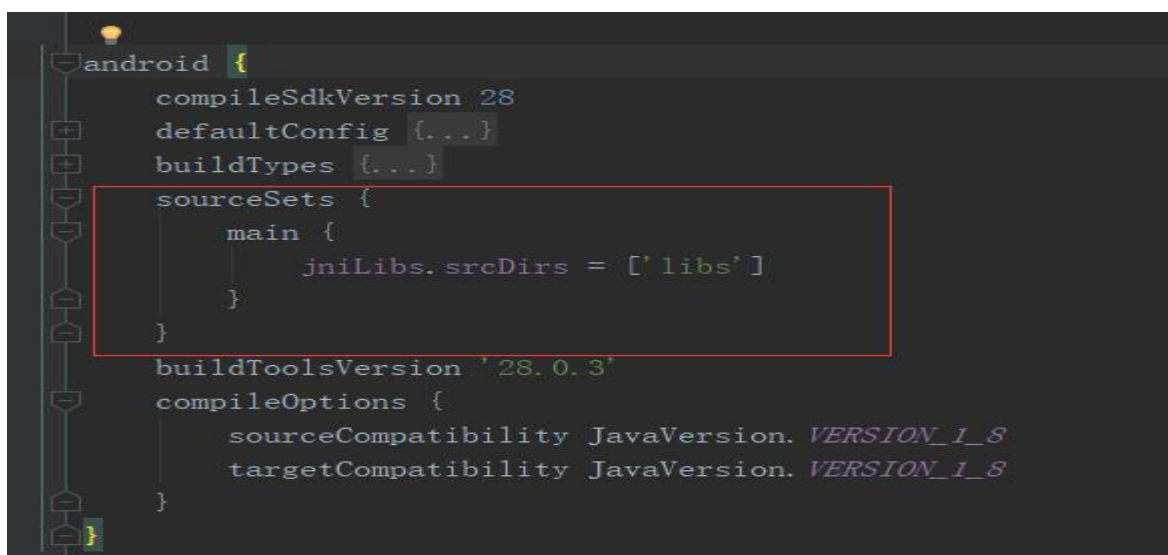 android {
compileSdkVersion 28
defaultConfig {...}
buildTypes {...}
sourceSets {
main {
jniLibs.srcDirs = ['libs']
}
}
buildToolsVersion '28.0.3'
compileOptions {
sourceCompatibility JavaVersion.VERSION_1_8
targetCompatibility JavaVersion.VERSION_1_8
}
}